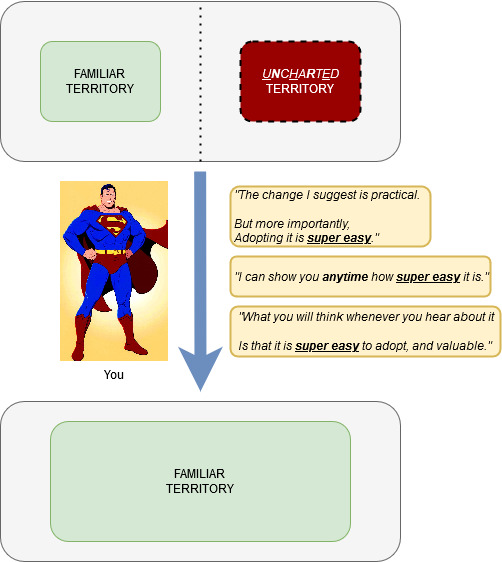 FAMILIAR
TERRITORY
UNCHARTED
TERRITORY
"The change I suggest is practical.
But more importantly,
Adopting it is super easy."
"I can show you anytime how super easy it is."
"What you will think whenever you hear about it
Is that it is super easy to adopt, and valuable."
You
FAMILIAR
TERRITORY